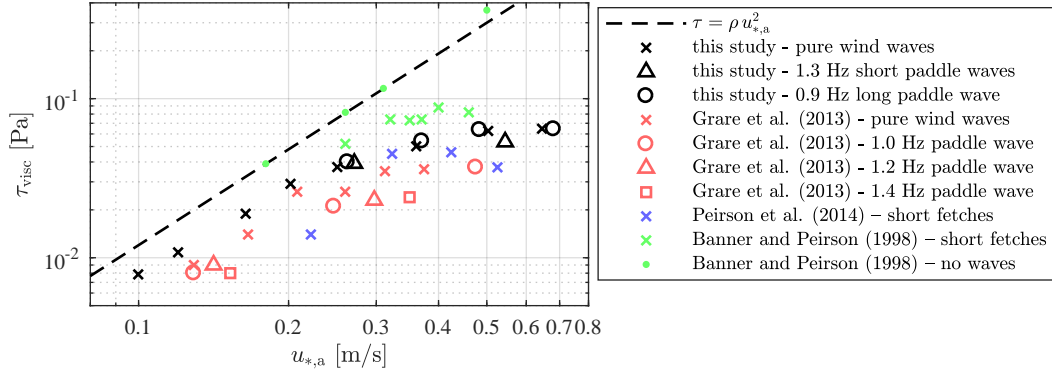 10⁻¹
10⁻²
τ_visc [Pa]
0.1 0.2 0.3 0.4 0.5 0.6 0.7 0.8
u_{*,a} [m/s]
τ = ρ u²_{*,a}
this study - pure wind waves
this study - 1.3 Hz short paddle waves
this study - 0.9 Hz long paddle wave
Grare et al. (2013) - pure wind waves
Grare et al. (2013) - 1.0 Hz paddle wave
Grare et al. (2013) - 1.2 Hz paddle wave
Grare et al. (2013) - 1.4 Hz paddle wave
Peirson et al. (2014) – short fetches
Banner and Peirson (1998) – short fetches
Banner and Peirson (1998) – no waves